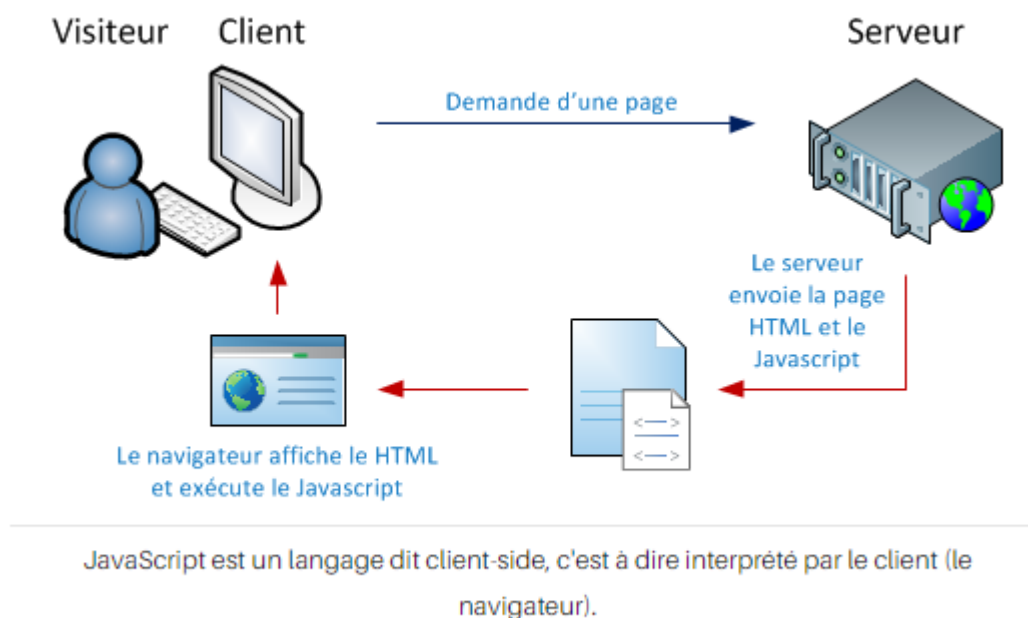 Visiteur Client Serveur
Demande d'une page
Le serveur
envoie la page
HTML et le
Javascript
Le navigateur affiche le HTML
et exécute le Javascript
<—>
<—>
JavaScript est un langage dit client-side, c'est à dire interprété par le client (le
navigateur).